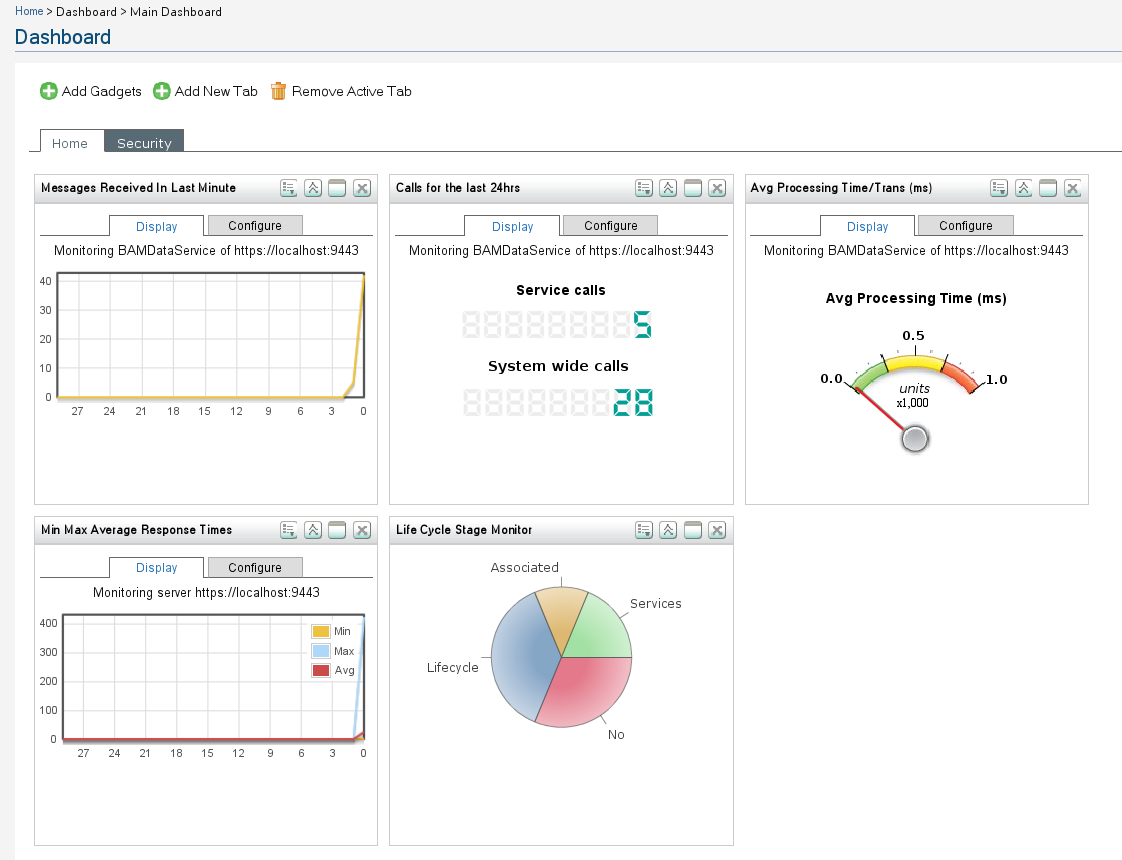 Home > Dashboard > Main Dashboard
Dashboard
Add Gadgets Add New Tab Remove Active Tab
Home Security
Messages Received In Last Minute
Display Configure
Monitoring BAMDataService of https://localhost:9443
40
30
20
10
0
27 24 21 18 15 12 9 6 3 0
Calls for the last 24hrs
Display Configure
Monitoring BAMDataService of https://localhost:9443
Service calls
5
System wide calls
28
Avg Processing Time/Trans (ms)
Display Configure
Monitoring BAMDataService of https://localhost:9443
Avg Processing Time (ms)
0.5
0.0 1.0
units
x1,000
Min Max Average Response Times
Display Configure
Monitoring server https://localhost:9443
400
300
200
100
0
Min
Max
Avg
27 24 21 18 15 12 9 6 3 0
Life Cycle Stage Monitor
Associated
Services
Lifecycle
No